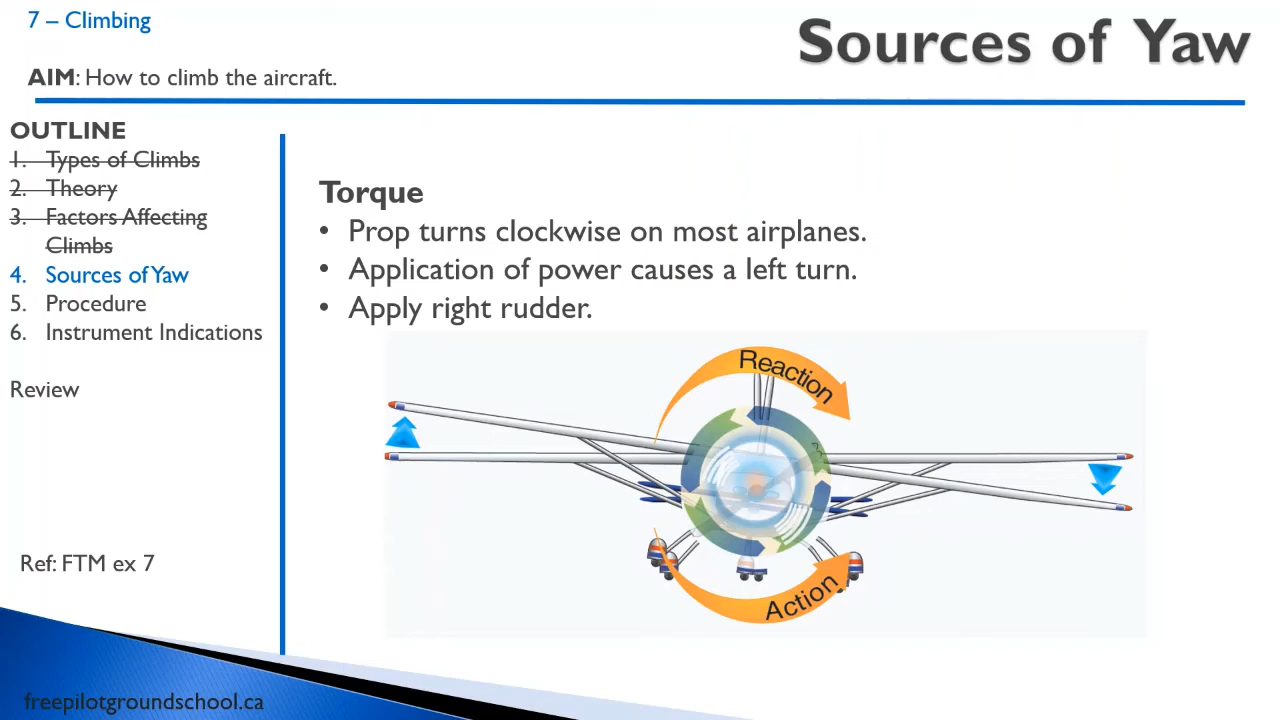 7 – Climbing
Sources of Yaw
AIM: How to climb the aircraft.
OUTLINE
1. Types of Climbs
2. Theory
3. Factors Affecting
Climbs
4. Sources of Yaw
5. Procedure
6. Instrument Indications
Review
Ref: FTM ex 7
freepilotgroundschool.ca
Torque
• Prop turns clockwise on most airplanes.
• Application of power causes a left turn.
• Apply right rudder.
Reaction
Action